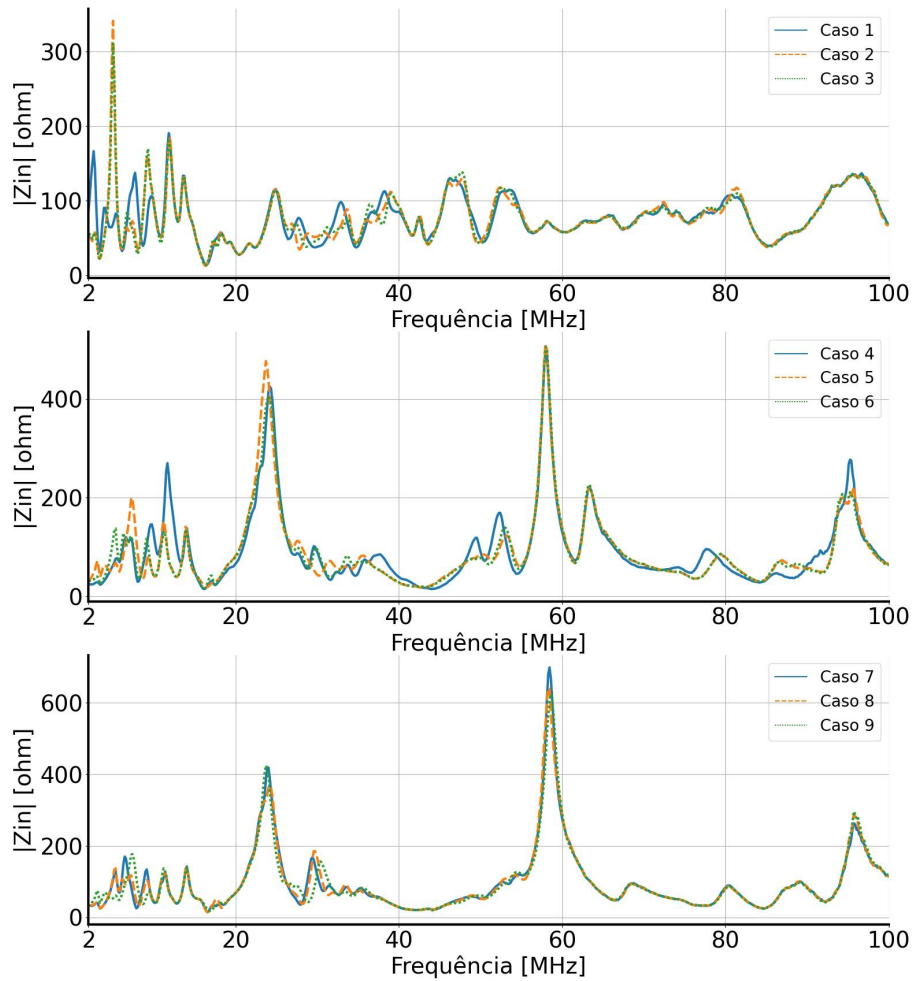 |Zin| [ohm]
300
200
100
0
Caso 1
Caso 2
Caso 3
2 20 40 60 80 100
Frequência [MHz]
|Zin| [ohm]
400
200
0
Caso 4
Caso 5
Caso 6
2 20 40 60 80 100
Frequência [MHz]
|Zin| [ohm]
600
400
200
0
Caso 7
Caso 8
Caso 9
2 20 40 60 80 100
Frequência [MHz]